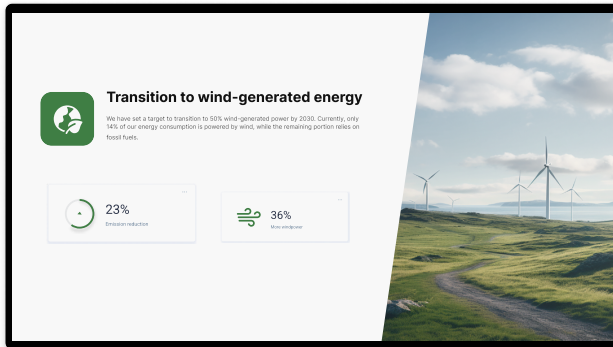 Transition to wind-generated energy
We have set a target to transition to 50% wind-generated power by 2030. Currently, only
14% of our energy consumption is powered by wind, while the remaining portion relies on
fossil fuels.
23%
Emission reduction
36%
More windpower